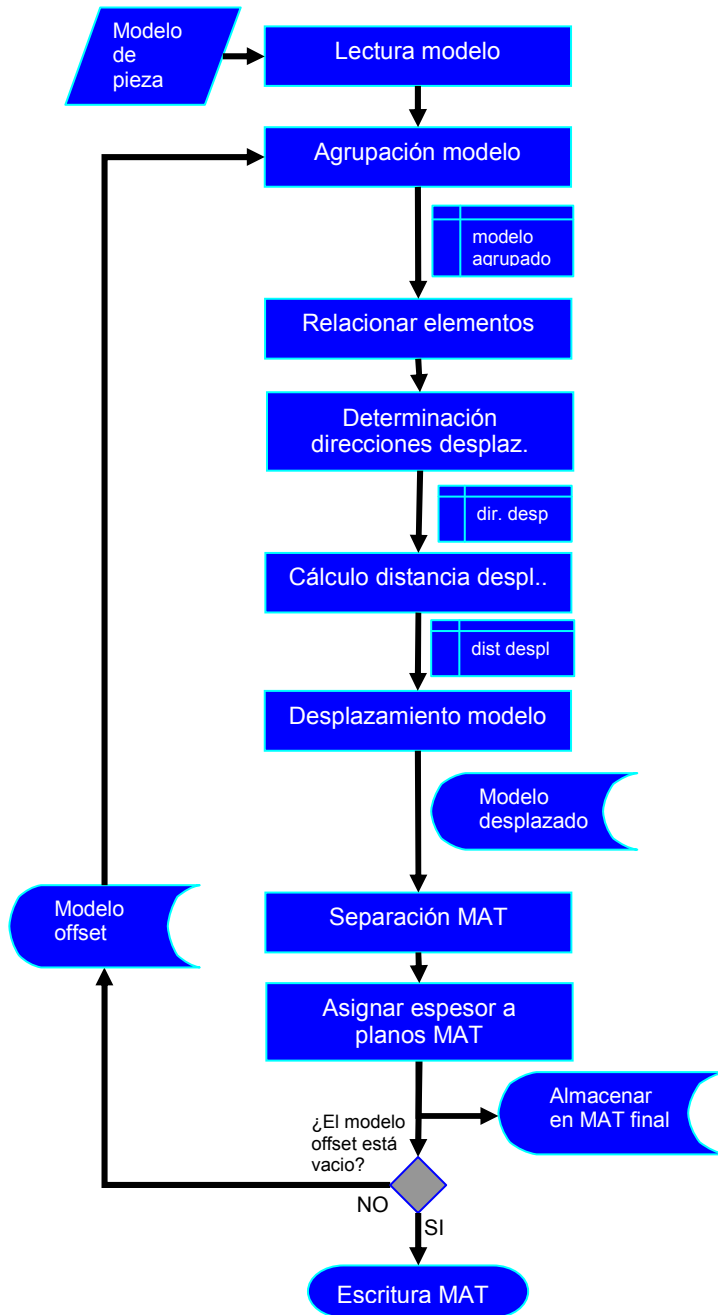 Modelo
de
pieza
Lectura modelo
Agrupación modelo
modelo
agrupado
Relacionar elementos
Determinación
direcciones desplaz.
dir. desp
Cálculo distancia despl..
dist despl
Desplazamiento modelo
Modelo
desplazado
Modelo
offset
Separación MAT
Asignar espesor a
planos MAT
Almacenar
en MAT final
¿El modelo
offset está
vacio?
NO
SI
Escritura MAT